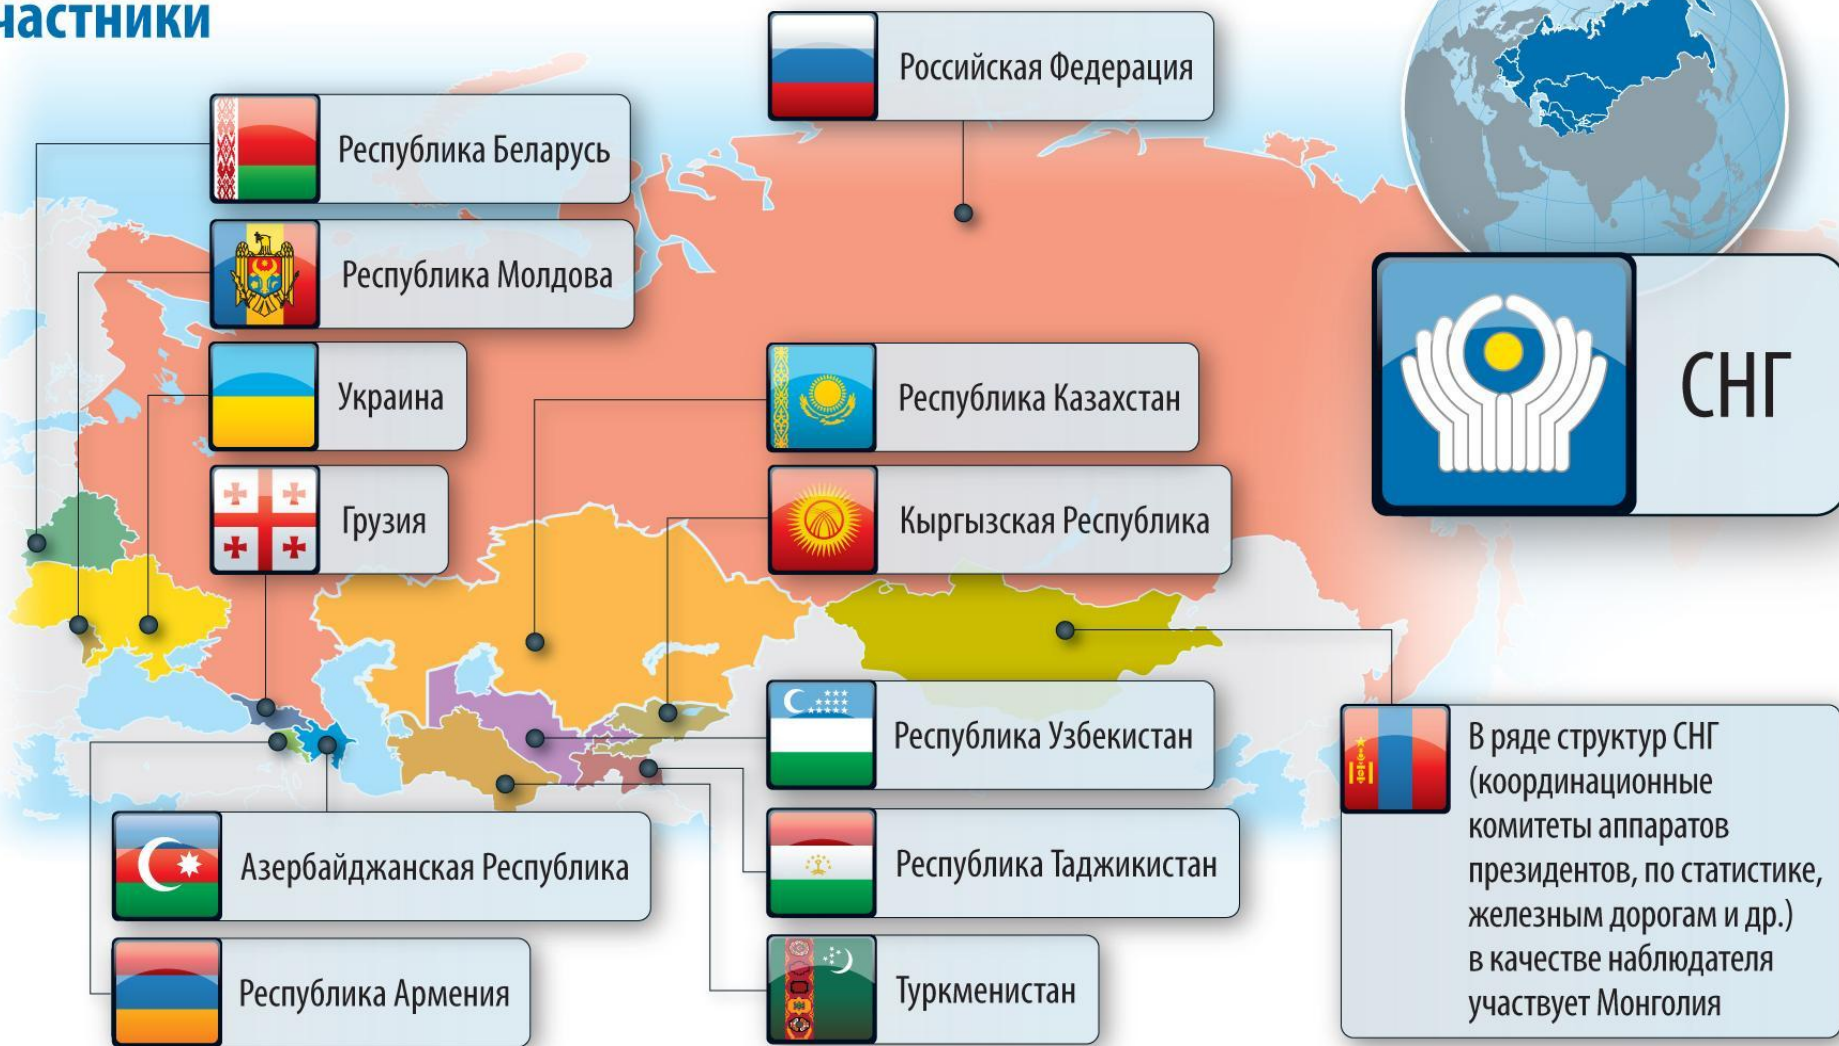 частники
Российская Федерация
Республика Беларусь
Республика Молдова
Украина
Грузия
Республика Казахстан
Кыргызская Республика
СНГ
Республика Узбекистан
Республика Таджикистан
Туркменистан
Азербайджанская Республика
Республика Армения
В ряде структур СНГ
(координационные
комитеты аппаратов
президентов, по статистике,
железным дорогам и др.)
в качестве наблюдателя
участвует Монголия